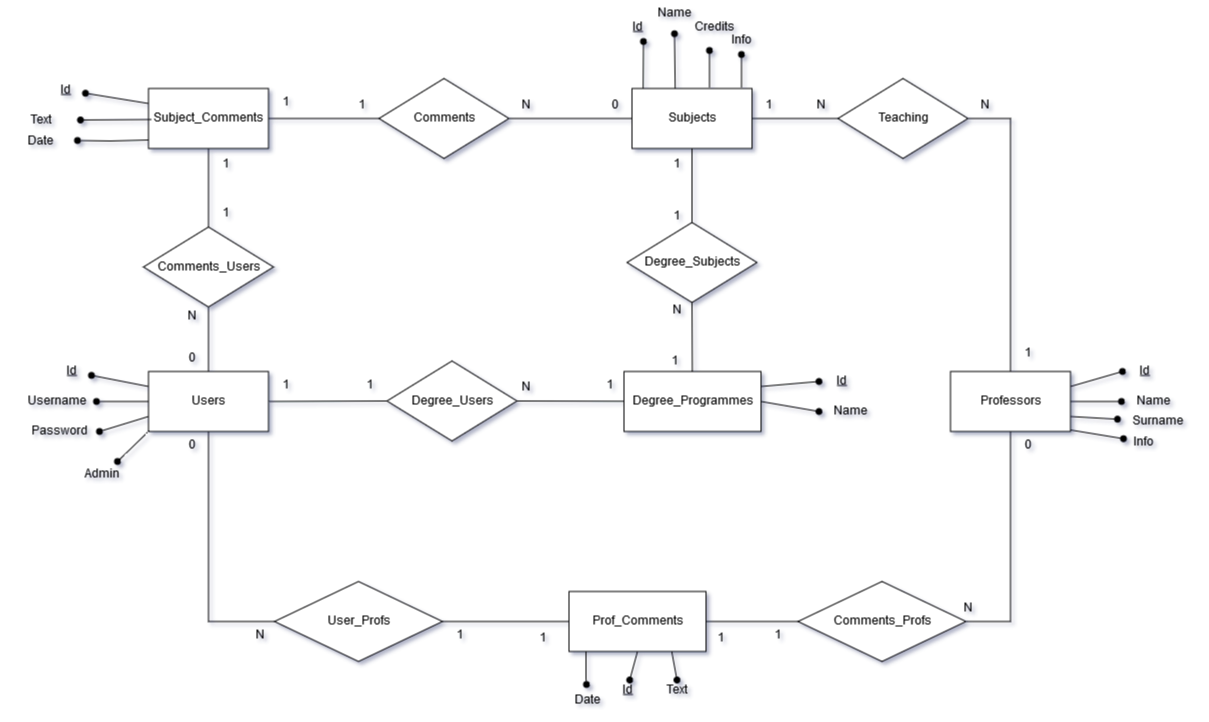 Name
Id
Credits
Info
Id
Text
Date
Subject_Comments
1
1
Comments
N
0
Subjects
1
N
Teaching
N
1
1
1
1
Comments_Users
Degree_Subjects
N
N
0
1
1
Id
Username
Password
Admin
Users
1
1
Degree_Users
N
1
Degree_Programmes
Id
Name
Professors
Id
Name
Surname
Info
0
0
N
User_Profs
1
1
Prof_Comments
1
1
Comments_Profs
N
Date
Id
Text